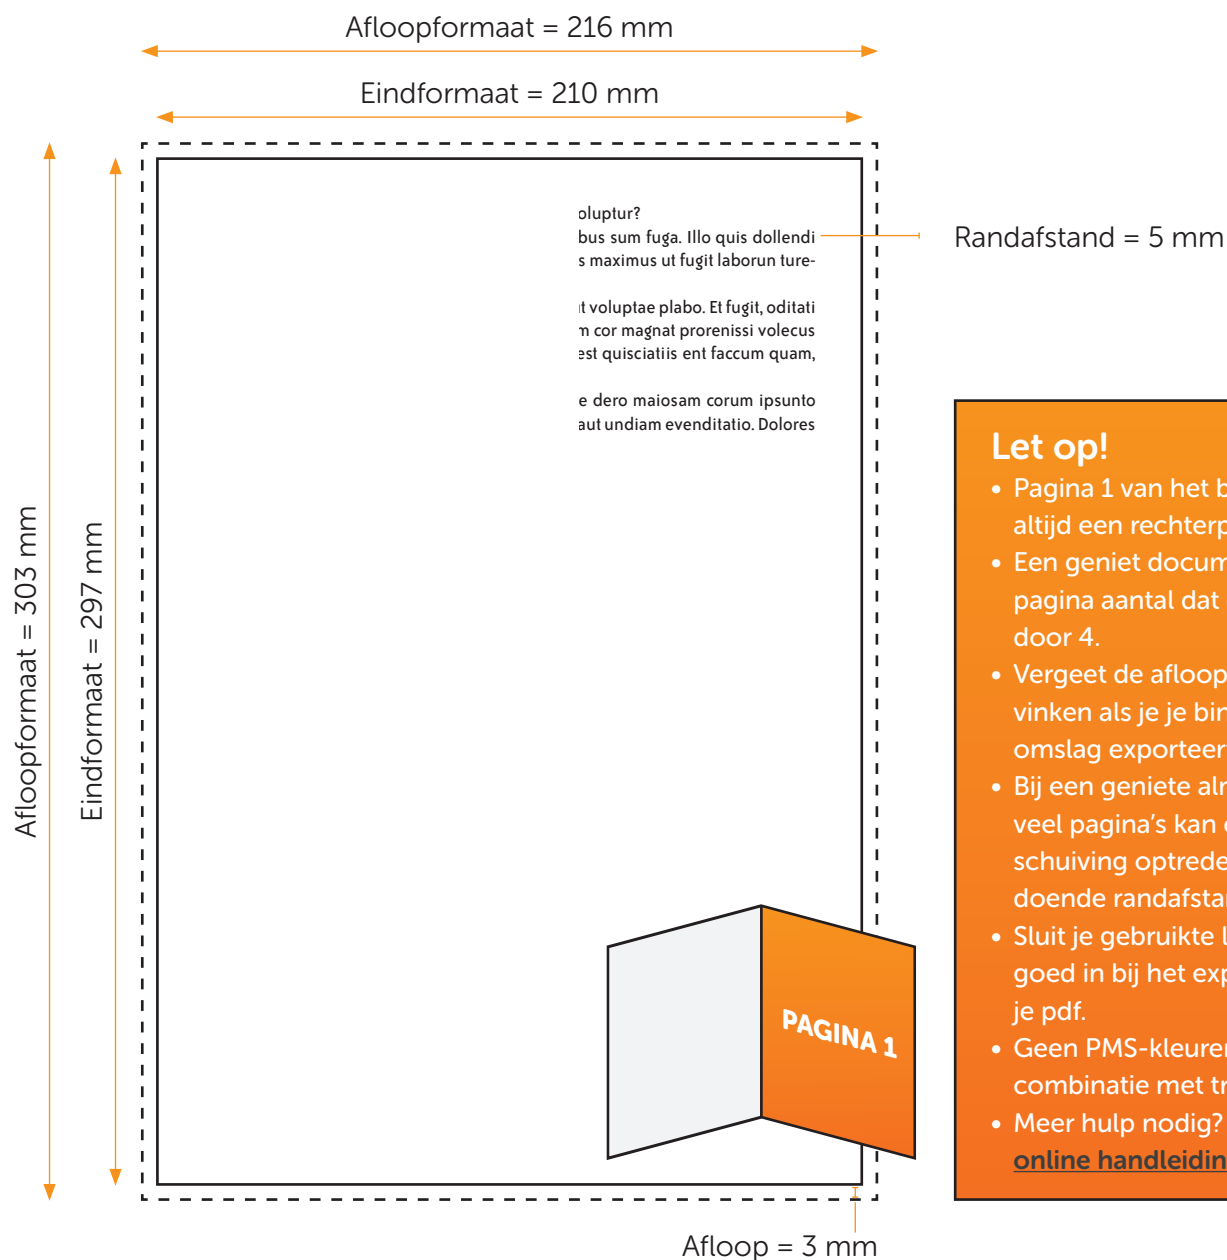 Afloopformaat = 216 mm
Eindformaat = 210 mm
Afloopformaat = 303 mm
Eindformaat = 297 mm
oluptur?
bus sum fuga. Illo quis dollendi
s maximus ut fugit laborun ture-
t voluptae plabo. Et fugit, oditati
m cor magnat prorenissi volecus
est quisciatiis ent faccum quam,
e dero maiosam corum ipsunto
aut undiam evenditatio. Dolores
Randafstand = 5 mm
Let op!
• Pagina 1 van het b
altijd een rechterp
• Een geniet docum
pagina aantal dat
door 4.
• Vergeet de afloop
vinken als je je bin
omslag exporteer
• Bij een geniete alm
veel pagina's kan
schuiving optrede
doende randafstan
• Sluit je gebruikte l
goed in bij het exp
je pdf.
• Geen PMS-kleuren
combinatie met tr
• Meer hulp nodig?
online handleidin
PAGINA 1
Afloop = 3 mm